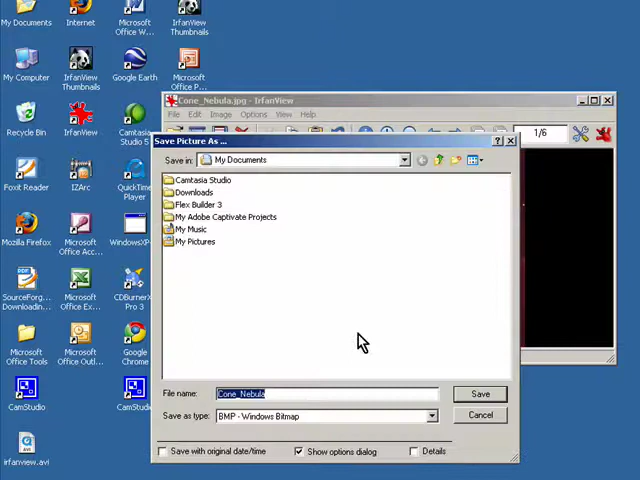 My Documents
Internet
Microsoft
Office W...
IrfanView
Thumbnails
My Computer
IrfanView
Thumbnails
Google Earth
Microsoft
Office P...
Recycle Bin
IrfanView
Camtasia
Studio 5
Foxit Reader
IZArc
QuickTime
Player
Mozilla Firefox
Microsoft
Office Acc...
WindowsXP...
SourceForg...
Downloadin...
Microsoft
Office Ex...
CDBurnerX
Pro 3
Microsoft
Office Tools
Microsoft
Office Outl...
Google
Chrome
CamStudio
CamStudio
irfanview.avi
Cone_Nebula.jpg - IrfanView
File Edit Image Options View Help
1/6
Save Picture As ...
Save in: My Documents
Camtasia Studio
Downloads
Flex Builder 3
My Adobe Captivate Projects
My Music
My Pictures
File name: Cone_Nebula
Save
Save as type: BMP - Windows Bitmap
Cancel
Save with original date/time Show options dialog Details